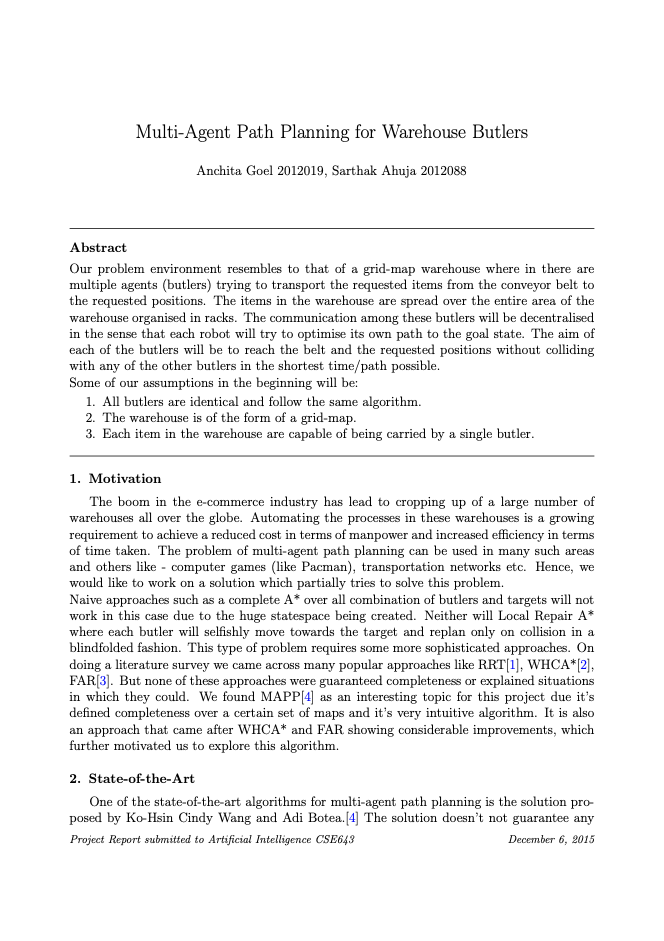 Multi-Agent Path Planning for Warehouse Butlers
Anchita Goel 2012019, Sarthak Ahuja 2012088
Abstract
Our problem environment resembles to that of a grid-map warehouse where in there are
multiple agents (butlers) trying to transport the requested items from the conveyor belt to
the requested positions. The items in the warehouse are spread over the entire area of the
warehouse organised in racks. The communication among these butlers will be decentralised
in the sense that each robot will try to optimise its own path to the goal state. The aim of
each of the butlers will be to reach the belt and the requested positions without colliding
with any of the other butlers in the shortest time/path possible.
Some of our assumptions in the beginning will be:
1. All butlers are identical and follow the same algorithm.
2. The warehouse is of the form of a grid-map.
3. Each item in the warehouse are capable of being carried by a single butler.
1. Motivation
The boom in the e-commerce industry has lead to cropping up of a large number of
warehouses all over the globe. Automating the processes in these warehouses is a growing
requirement to achieve a reduced cost in terms of manpower and increased efficiency in terms
of time taken. The problem of multi-agent path planning can be used in many such areas
and others like - computer games (like Pacman), transportation networks etc. Hence, we
would like to work on a solution which partially tries to solve this problem.
Naive approaches such as a complete A* over all combination of butlers and targets will not
work in this case due to the huge statespace being created. Neither will Local Repair A*
where each butler will selfishly move towards the target and replan only on collision in a
blindfolded fashion. This type of problem requires some more sophisticated approaches. On
doing a literature survey we came across many popular approaches like RRT[1], WHCA*[2],
FAR[3]. But none of these approaches were guaranteed completeness or explained situations
in which they could. We found MAPP[4] as an interesting topic for this project due it's
defined completeness over a certain set of maps and it's very intuitive algorithm. It is also
an approach that came after WHCA* and FAR showing considerable improvements, which
further motivated us to explore this algorithm.
2. State-of-the-Art
One of the state-of-the-art algorithms for multi-agent path planning is the solution pro-
posed by Ko-Hsin Cindy Wang and Adi Botea.[4] The solution doesn't not guarantee any
Project Report submitted to Artificial Intelligence CSE643 December 6, 2015